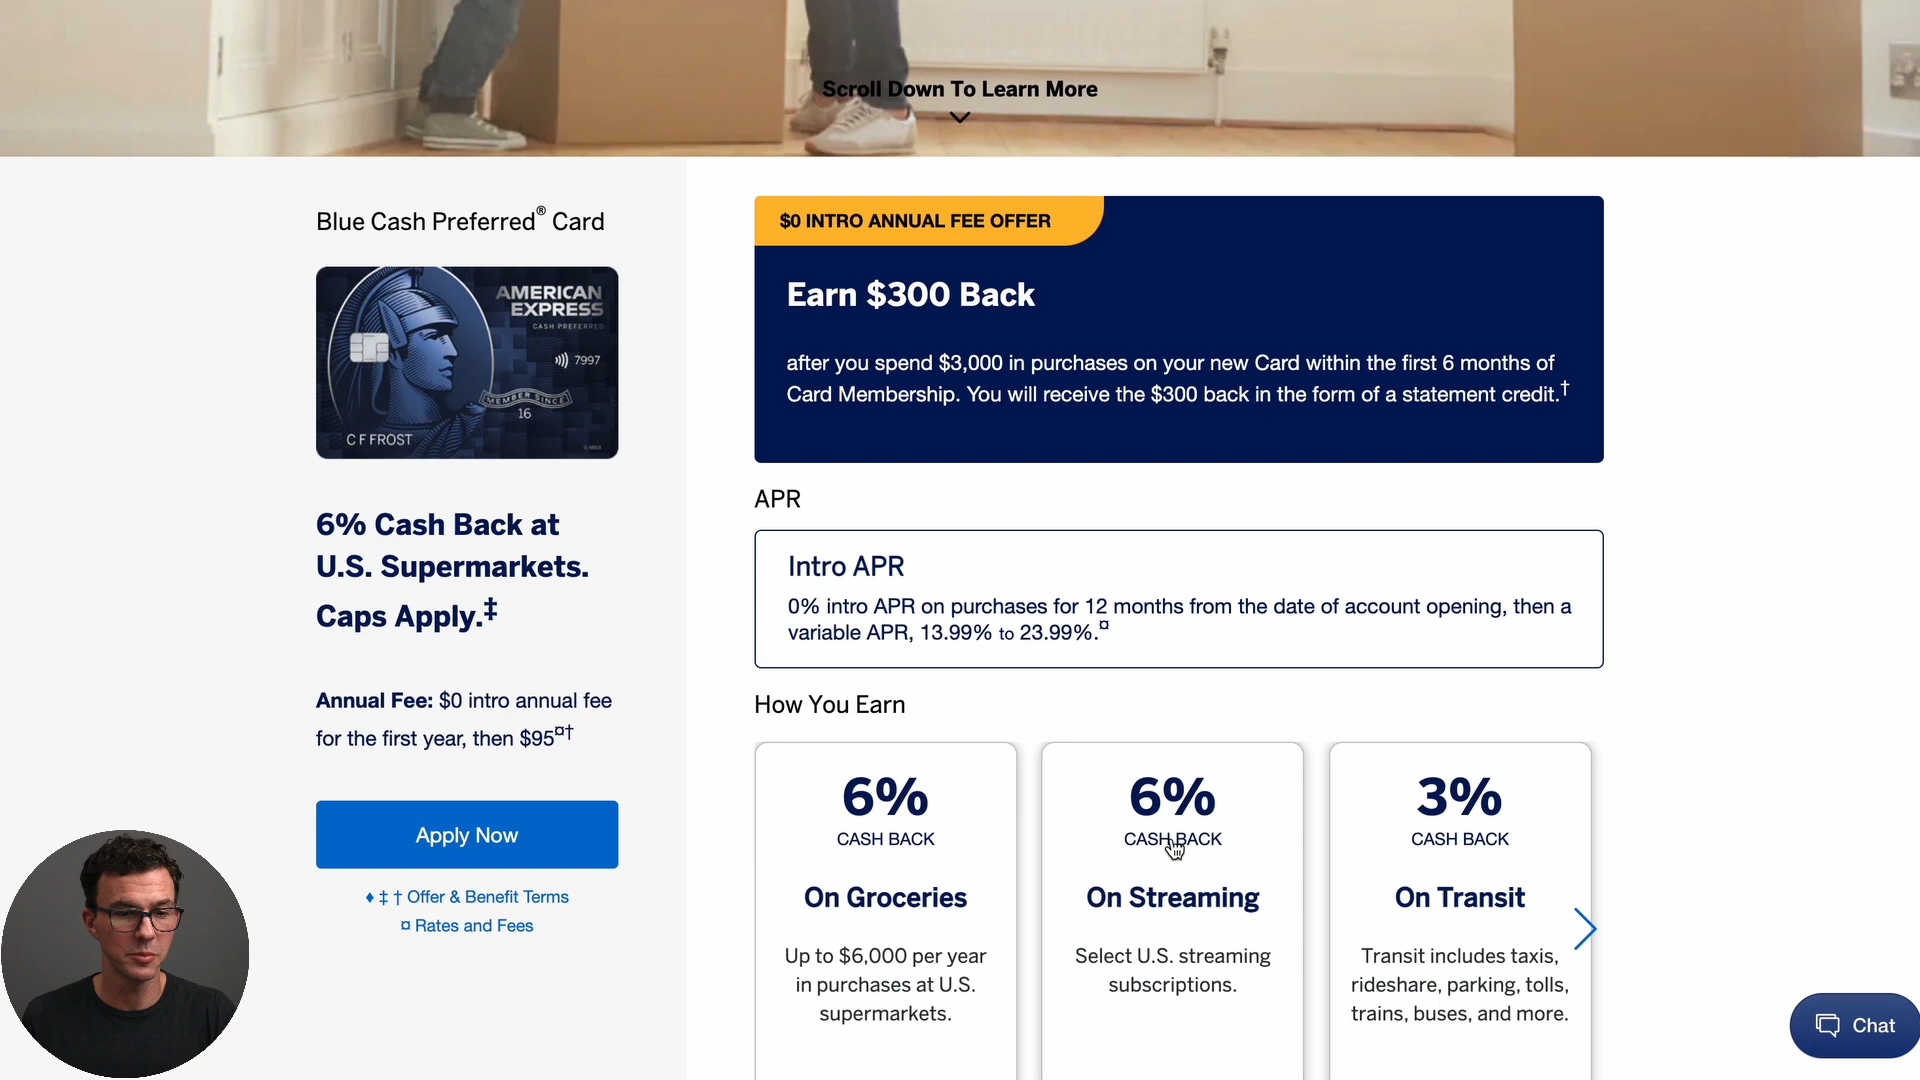 Scroll Down To Learn More
Blue Cash Preferred® Card
AMERICAN
EXPRESS
CASH PREFERRED
7997
MEMBER SINCE
16
C F FROST
6% Cash Back at
U.S. Supermarkets.
Caps Apply.‡
Annual Fee: $0 intro annual fee
for the first year, then $95¤†
Apply Now
♦ ‡ † Offer & Benefit Terms
¤ Rates and Fees
$0 INTRO ANNUAL FEE OFFER
Earn $300 Back
after you spend $3,000 in purchases on your new Card within the first 6 months of
Card Membership. You will receive the $300 back in the form of a statement credit.†
APR
Intro APR
0% intro APR on purchases for 12 months from the date of account opening, then a
variable APR, 13.99% to 23.99%.¤
How You Earn
6%
CASH BACK
On Groceries
Up to $6,000 per year
in purchases at U.S.
supermarkets.
6%
CASH BACK
On Streaming
Select U.S. streaming
subscriptions.
3%
CASH BACK
On Transit
Transit includes taxis,
rideshare, parking, tolls,
trains, buses, and more.
Chat